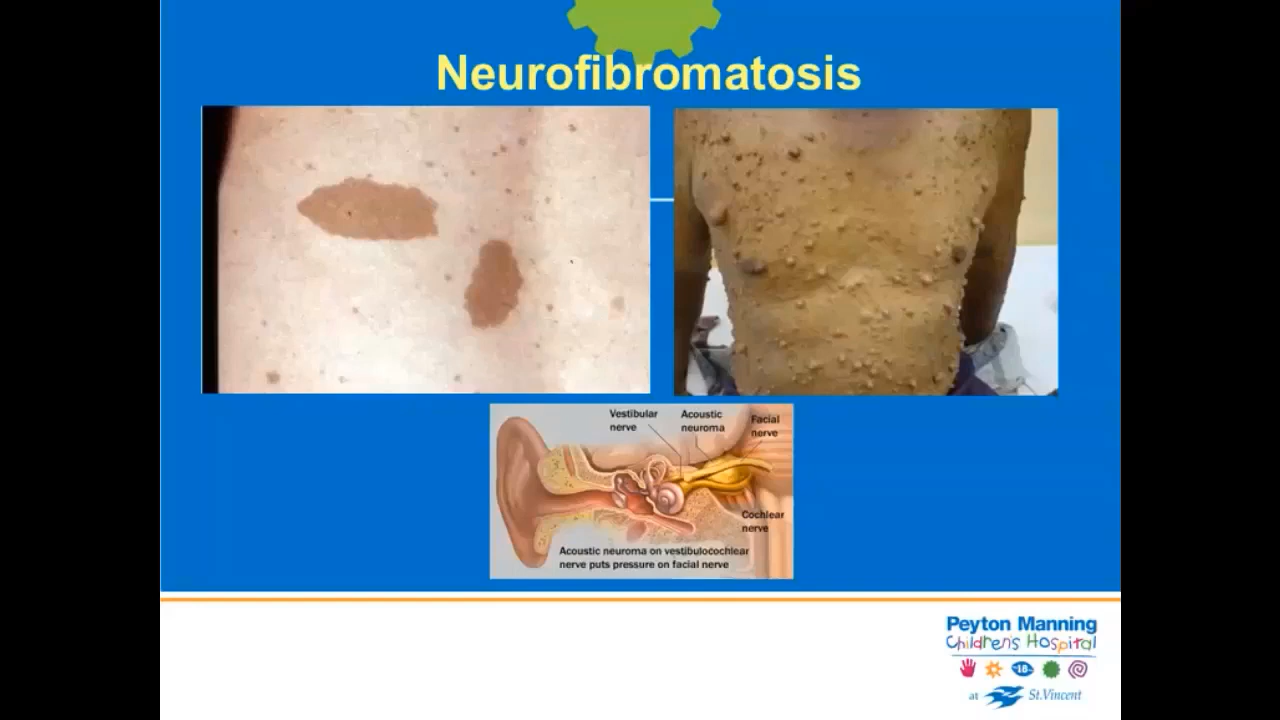 Neurofibromatosis
Vestibular
nerve
Acoustic
neuroma
Facial
nerve
Cochlear
nerve
Acoustic neuroma on vestibulocochlear
nerve puts pressure on facial nerve
Peyton Manning
Children's Hospital
18
at St.Vincent